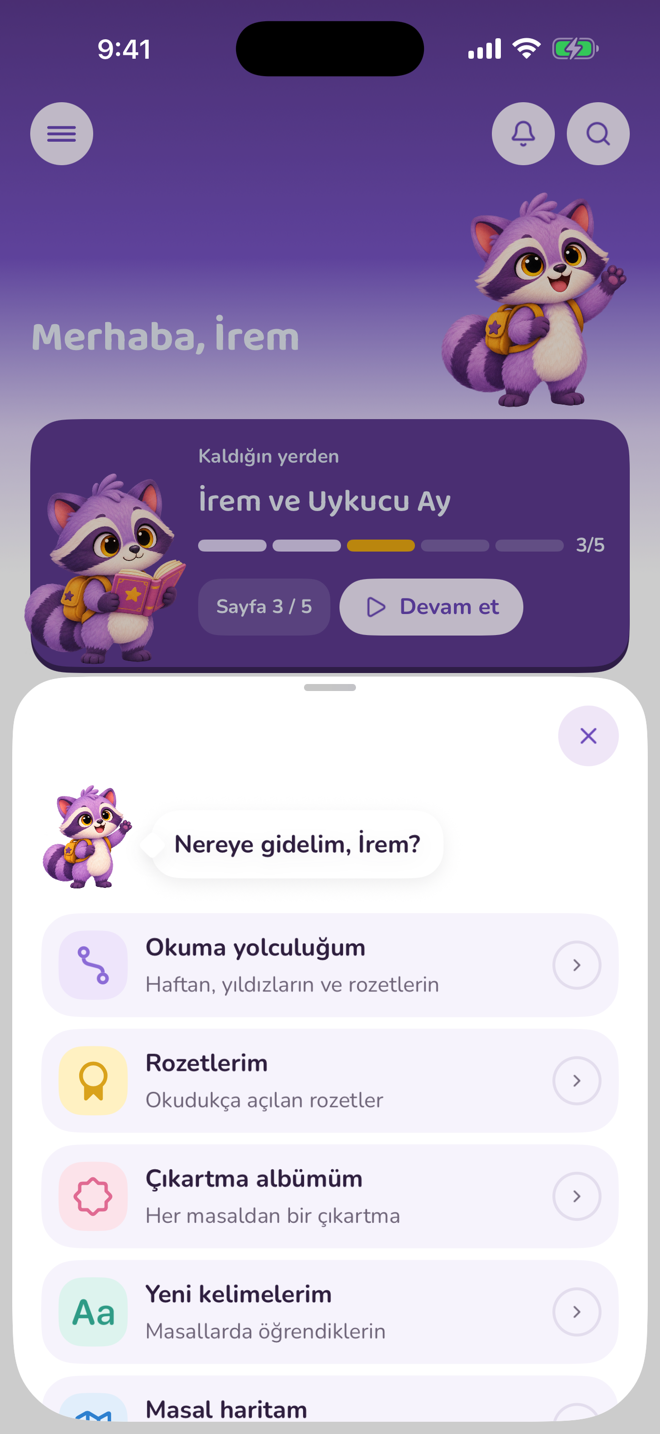 9:41
Merhaba, İrem
Kaldığın yerden
İrem ve Uykucu Ay
3/5
Sayfa 3 / 5
Devam et
Nereye gidelim, İrem?
Okuma yolculuğum
Haftan, yıldızların ve rozetlerin
Rozetlerim
Okudukça açılan rozetler
Çıkartma albümüm
Her masaldan bir çıkartma
Aa
Yeni kelimelerim
Masallarda öğrendiklerin
Masal haritam